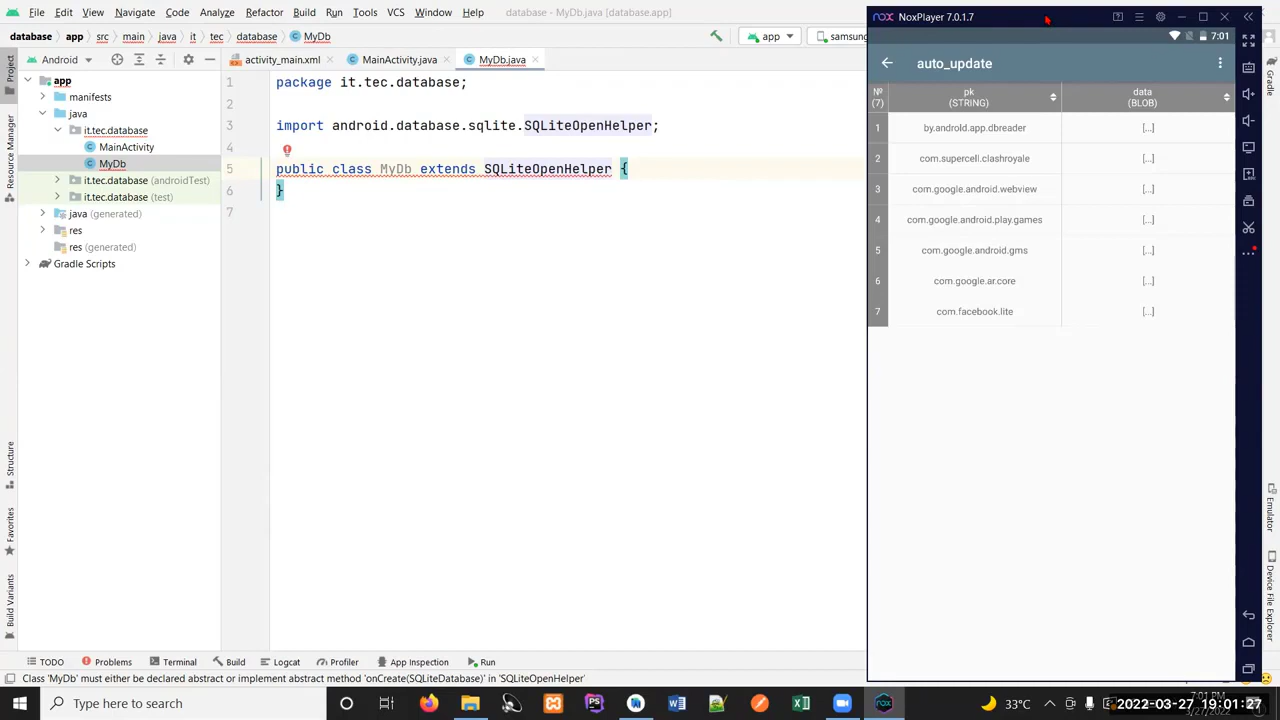 File Edit View Navigate Code Refactor Build Run Tools VCS Window Help database - MyDb.java [database.app]
database app src main java it tec database MyDb
app
samsung
Android
activity_main.xml MainActivity.java MyDb.java
Project
Resource Manager
Structure
Favorites
Build Variants
app
manifests
java
it.tec.database
MainActivity
MyDb
it.tec.database (androidTest)
it.tec.database (test)
java (generated)
res
res (generated)
Gradle Scripts
1 package it.tec.database;
2
3 import android.database.sqlite.SQLiteOpenHelper;
4
5 public class MyDb extends SQLiteOpenHelper {
6 }
7
nox NoxPlayer 7.0.1.7
7:01
auto_update
№
(7)
pk
(STRING)
data
(BLOB)
1 by.android.app.dbreader [...]
2 com.supercell.clashroyale [...]
3 com.google.android.webview [...]
4 com.google.android.play.games [...]
5 com.google.android.gms [...]
6 com.google.ar.core [...]
7 com.facebook.lite [...]
Gradle
Emulator
Device File Explorer
TODO Problems Terminal Build Logcat Profiler App Inspection Run
Class 'MyDb' must either be declared abstract or implement abstract method 'onCreate(SQLiteDatabase)' in 'SQLiteOpenHelper'
Type here to search
33°C
7:01 PM
2022-03-27 19:01:27